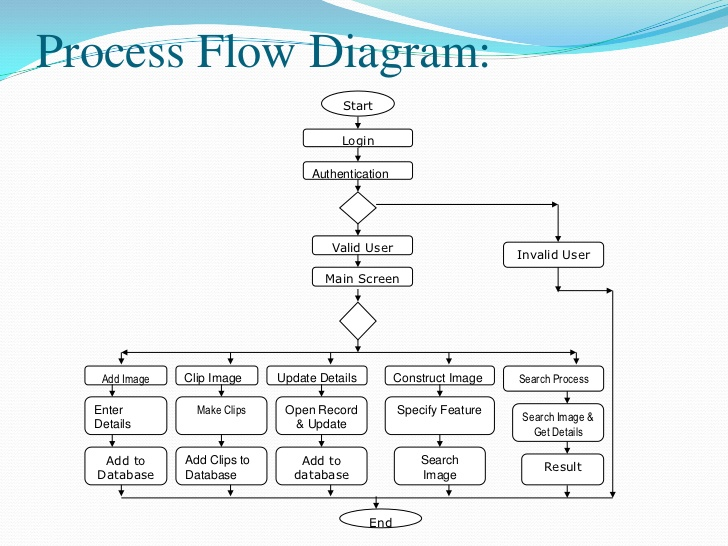 Process Flow Diagram:
Start
Login
Authentication
Valid User
Invalid User
Main Screen
Add Image
Clip Image
Update Details
Construct Image
Search Process
Enter
Details
Make Clips
Open Record
& Update
Specify Feature
Search Image &
Get Details
Add to
Database
Add Clips to
Database
Add to
database
Search
Image
Result
End